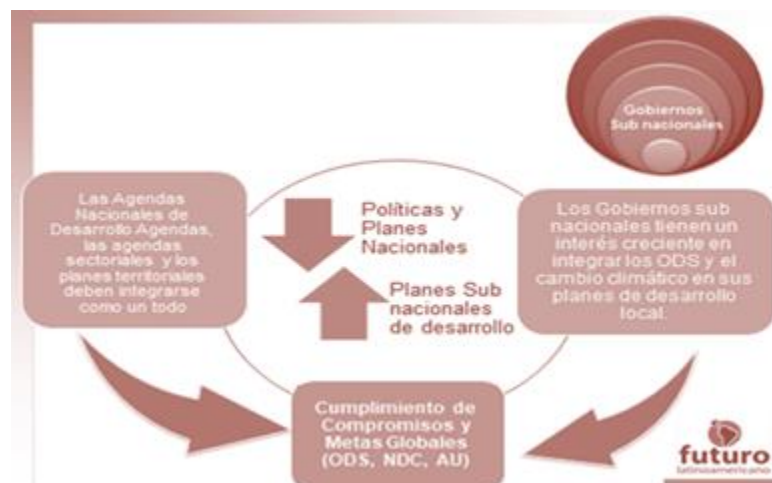 Gobiernos
Sub nacionales
Las Agendas
Nacionales de
Desarrollo Agendas,
las agendas
sectoriales y los
planes territoriales
deben integrarse
como un todo
Políticas y
Planes
Nacionales
Planes Sub
nacionales
de desarrollo
Los Gobiernos sub
nacionales tienen un
interés creciente en
integrar los ODS y el
cambio climático en sus
planes de desarrollo
local.
Cumplimiento de
Compromisos y
Metas Globales
(ODS, NDC, AU)
futuro
latinoamericano